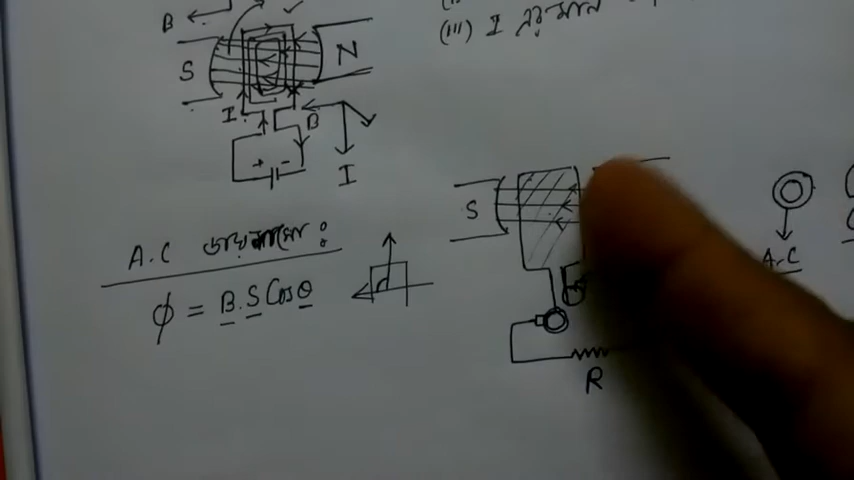 B
S
N
I
B
+ -
I
(iii) I
A.C
ϕ = B.S Cosθ
S
R
A.C